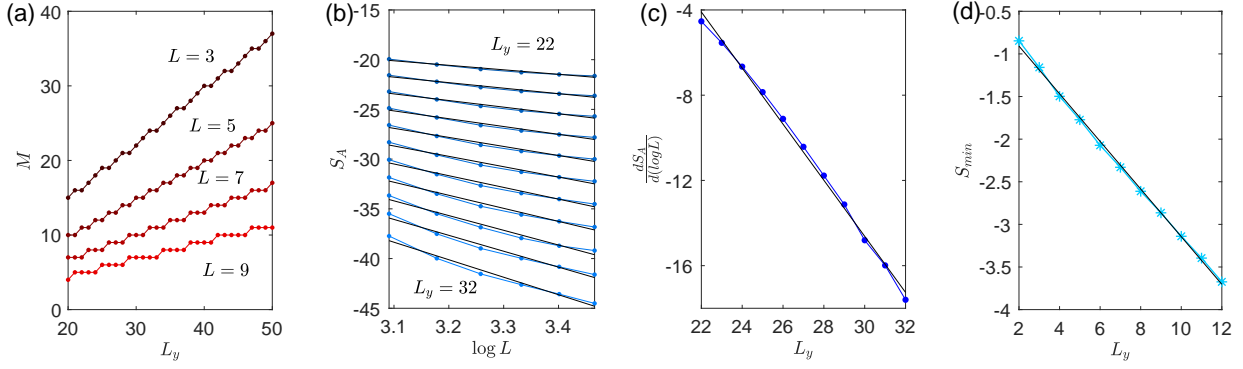 (a)
40
30
20
10
0
M
L = 3
L = 5
L = 7
L = 9
20 30 40 50
L_y
(b)
-15
-20
-25
-30
-35
-40
-45
S_A
L_y = 22
L_y = 32
3.1 3.2 3.3 3.4
log L
(c)
-4
-8
-12
-16
dS_A
d(logL)
22 24 26 28 30 32
L_y
(d)
-0.5
-1
-1.5
-2
-2.5
-3
-3.5
-4
S_min
2 4 6 8 10 12
L_y